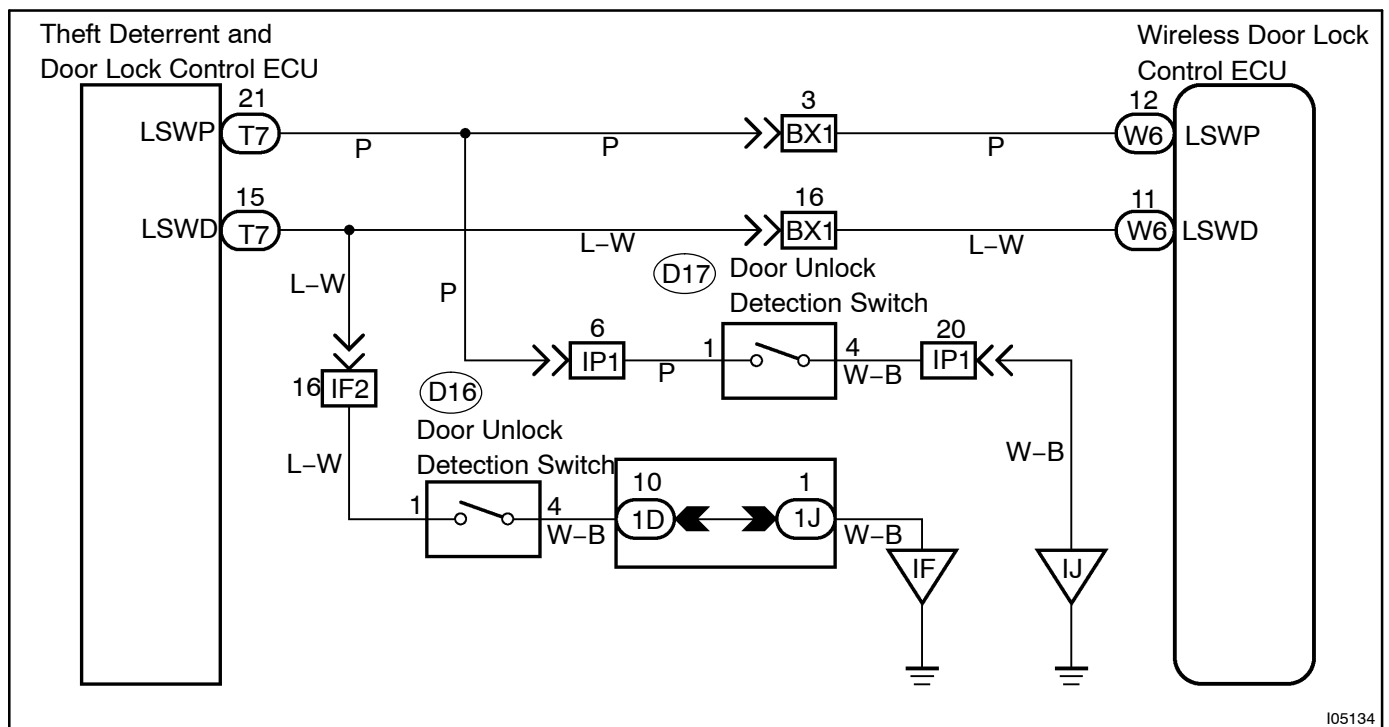 Theft Deterrent and
Door Lock Control ECU
Wireless Door Lock
Control ECU
21
3
12
LSWP
T7
P
P
BX1
P
W6
LSWP
15
16
11
LSWD
T7
L–W
BX1
L–W
W6
LSWD
L–W
P
D17
Door Unlock
Detection Switch
6
IP1
P
1
4
W–B
20
IP1
16
IF2
D16
Door Unlock
Detection Switch
L–W
W–B
1
4
W–B
10
1D
1
1J
W–B
IF
IJ
I05134